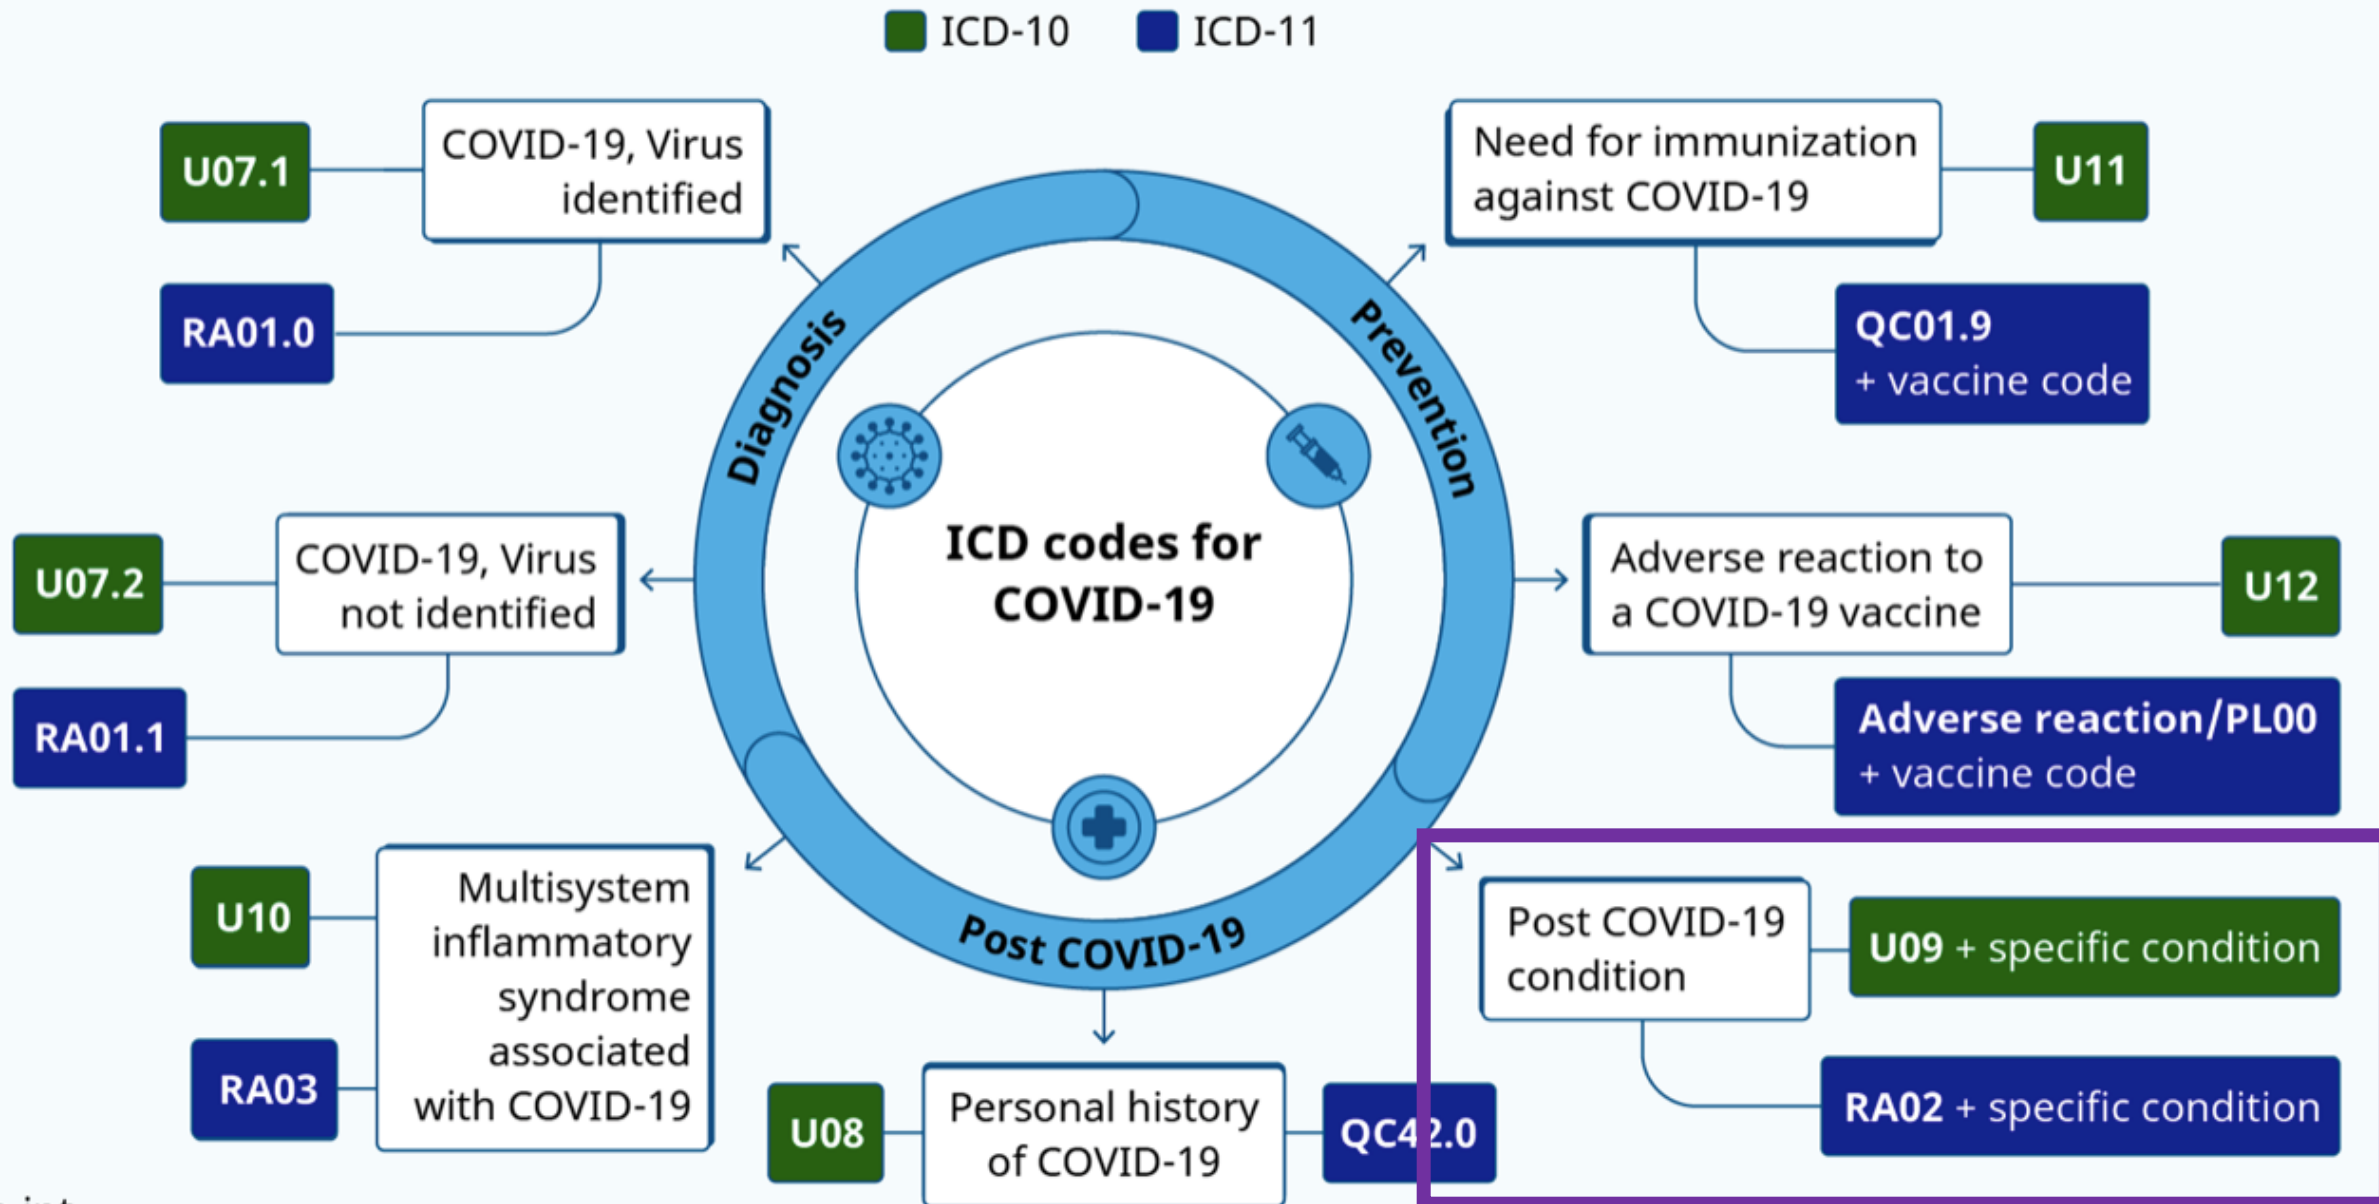 ICD-10
ICD-11
U07.1
COVID-19, Virus
identified
RA01.0
Need for immunization
against COVID-19
U11
QC01.9
+ vaccine code
Diagnosis
Prevention
ICD codes for
COVID-19
U07.2
COVID-19, Virus
not identified
RA01.1
Adverse reaction to
a COVID-19 vaccine
U12
Adverse reaction/PL00
+ vaccine code
U10
Multisystem
inflammatory
syndrome
associated
with COVID-19
RA03
Post COVID-19
U08
Personal history
of COVID-19
QC42.0
Post COVID-19
condition
U09 + specific condition
RA02 + specific condition